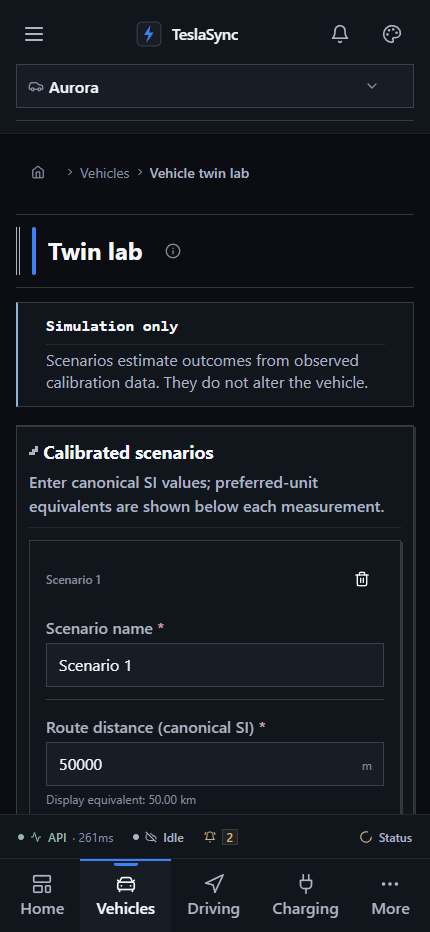 TeslaSync
Aurora
Vehicles
Vehicle twin lab
Twin lab
Simulation only
Scenarios estimate outcomes from observed
calibration data. They do not alter the vehicle.
Calibrated scenarios
Enter canonical SI values; preferred-unit
equivalents are shown below each measurement.
Scenario 1
Scenario name *
Scenario 1
Route distance (canonical SI) *
50000 m
Display equivalent: 50.00 km
API · 261ms Idle 2 Status
Home Vehicles Driving Charging More